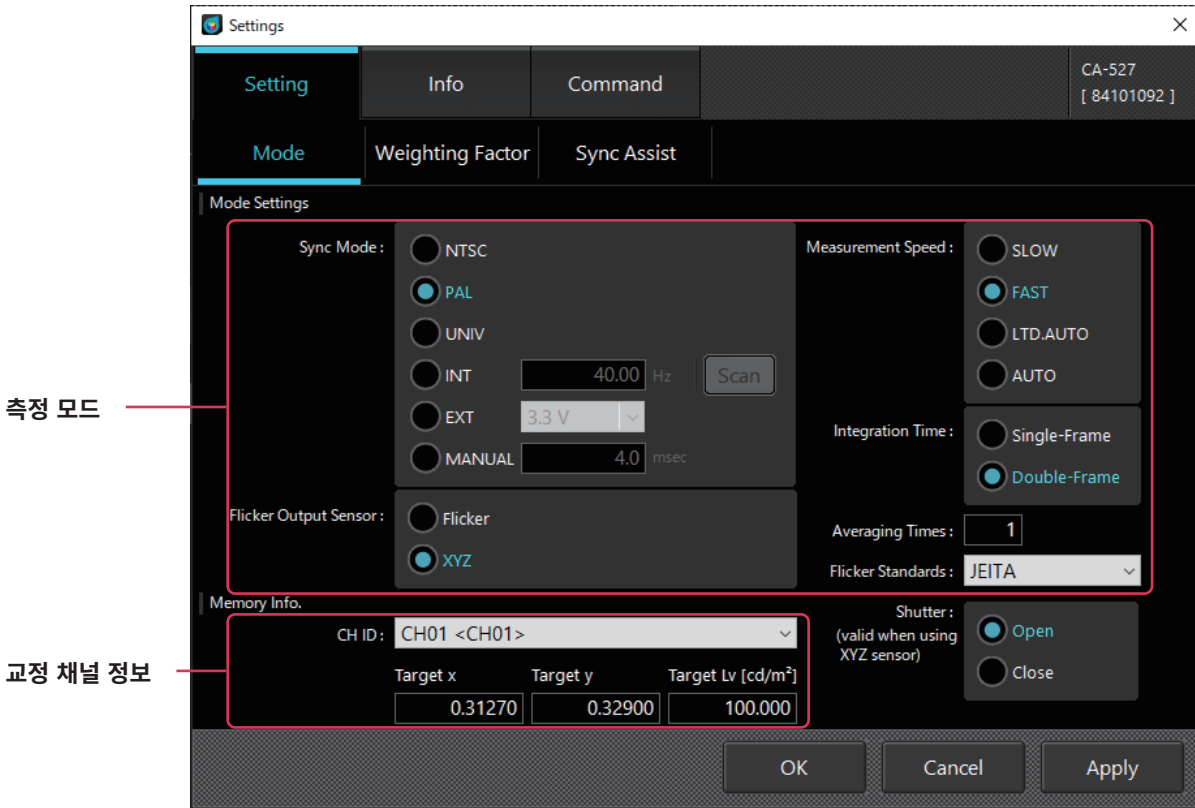 Settings
Setting
Info
Command
CA-527
[ 84101092 ]
Mode
Weighting Factor
Sync Assist
Mode Settings
측정 모드
Sync Mode :
NTSC
PAL
UNIV
INT 40.00 Hz Scan
EXT 3.3 V
MANUAL 4.0 msec
Flicker Output Sensor :
Flicker
XYZ
Measurement Speed :
SLOW
FAST
LTD.AUTO
AUTO
Integration Time :
Single-Frame
Double-Frame
Averaging Times : 1
Flicker Standards : JEITA
Memory Info.
교정 채널 정보
CH ID : CH01 <CH01>
Target x Target y Target Lv [cd/m²]
0.31270 0.32900 100.000
Shutter :
(valid when using
XYZ sensor)
Open
Close
OK
Cancel
Apply